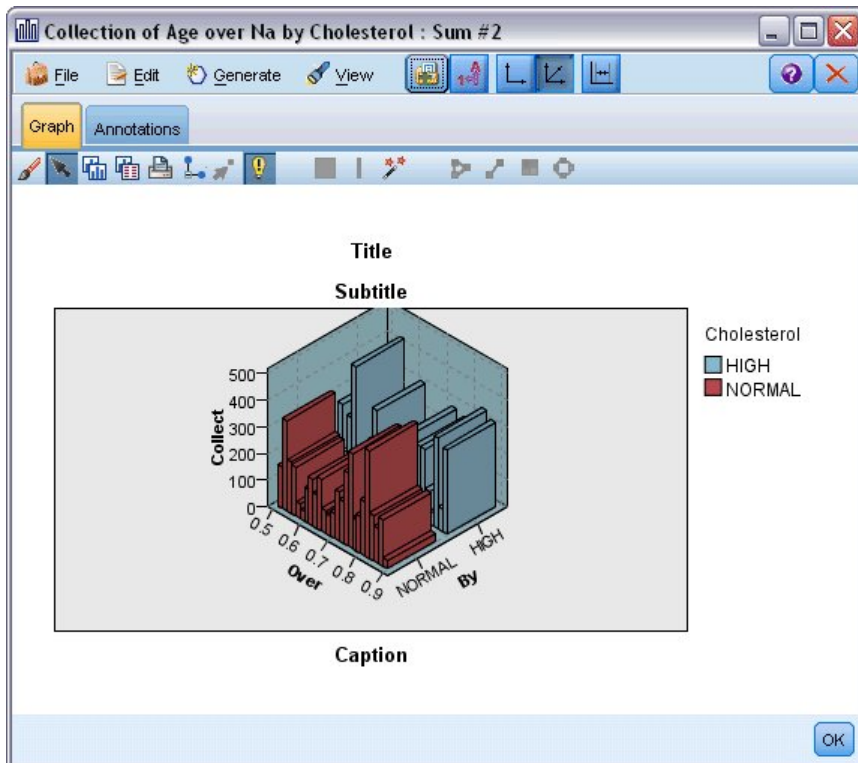 Collection of Age over Na by Cholesterol : Sum #2
File Edit Generate View
Graph Annotations
Title
Subtitle
Cholesterol
HIGH
NORMAL
500
400
300
200
100
0
Collect
0.5 0.6 0.7 0.8 0.9
Over
NORMAL HIGH
By
Caption
OK